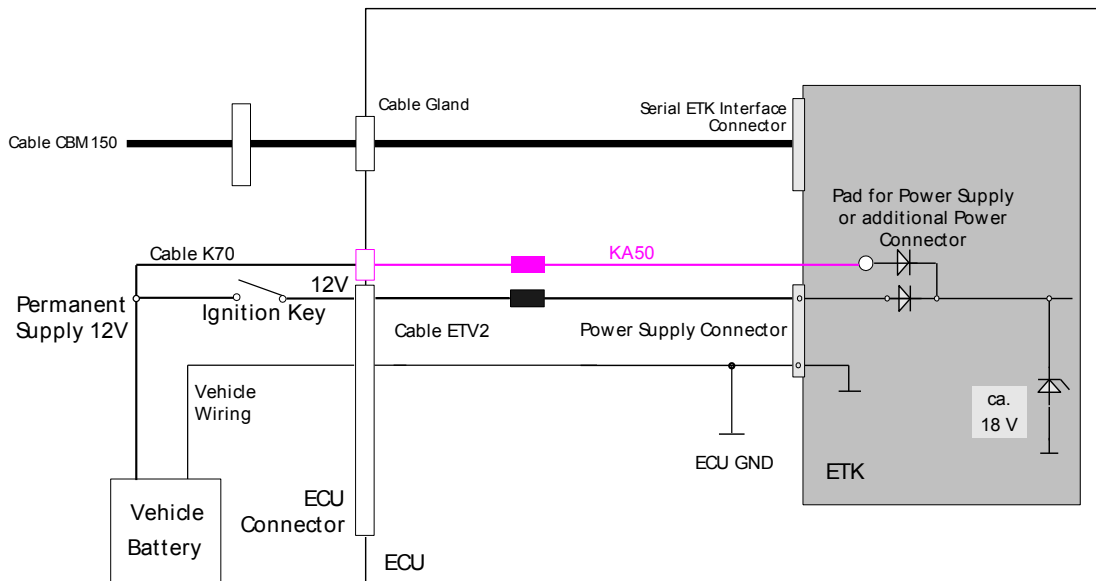 Cable CBM150
Cable Gland
Serial ETK Interface
Connector
Pad for Power Supply
or additional Power
Connector
Cable K70
KA50
12V
Permanent
Supply 12V
Ignition Key
Cable ETV2
Power Supply Connector
Vehicle
Wiring
ca.
18 V
ECU GND
ETK
ECU
Connector
Vehicle
Battery
ECU